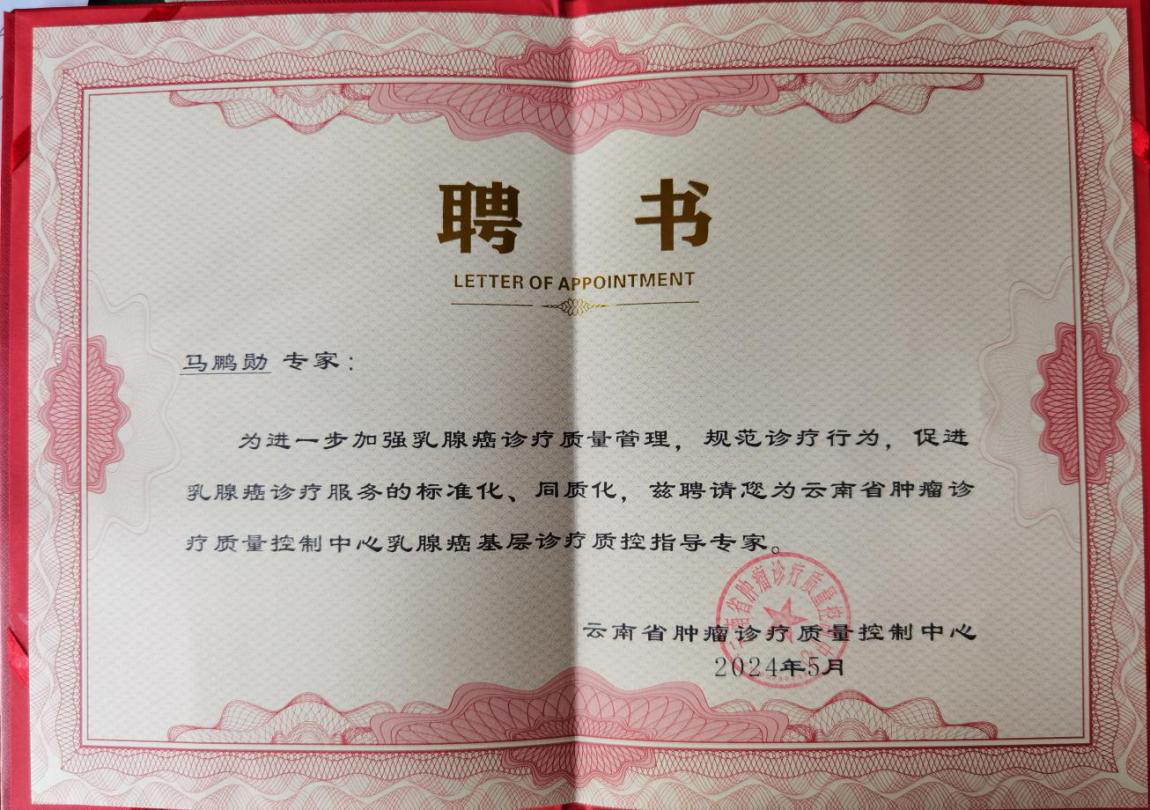 聘 书
LETTER OF APPOINTMENT
马鹏勋 专家：
为进一步加强乳腺癌诊疗质量管理，规范诊疗行为，促进
乳腺癌诊疗服务的标准化、同质化，兹聘请您为云南省肿瘤诊
疗质量控制中心乳腺癌基层诊疗质控指导专家。
云南省肿瘤诊疗质量控制中心
2024年5月